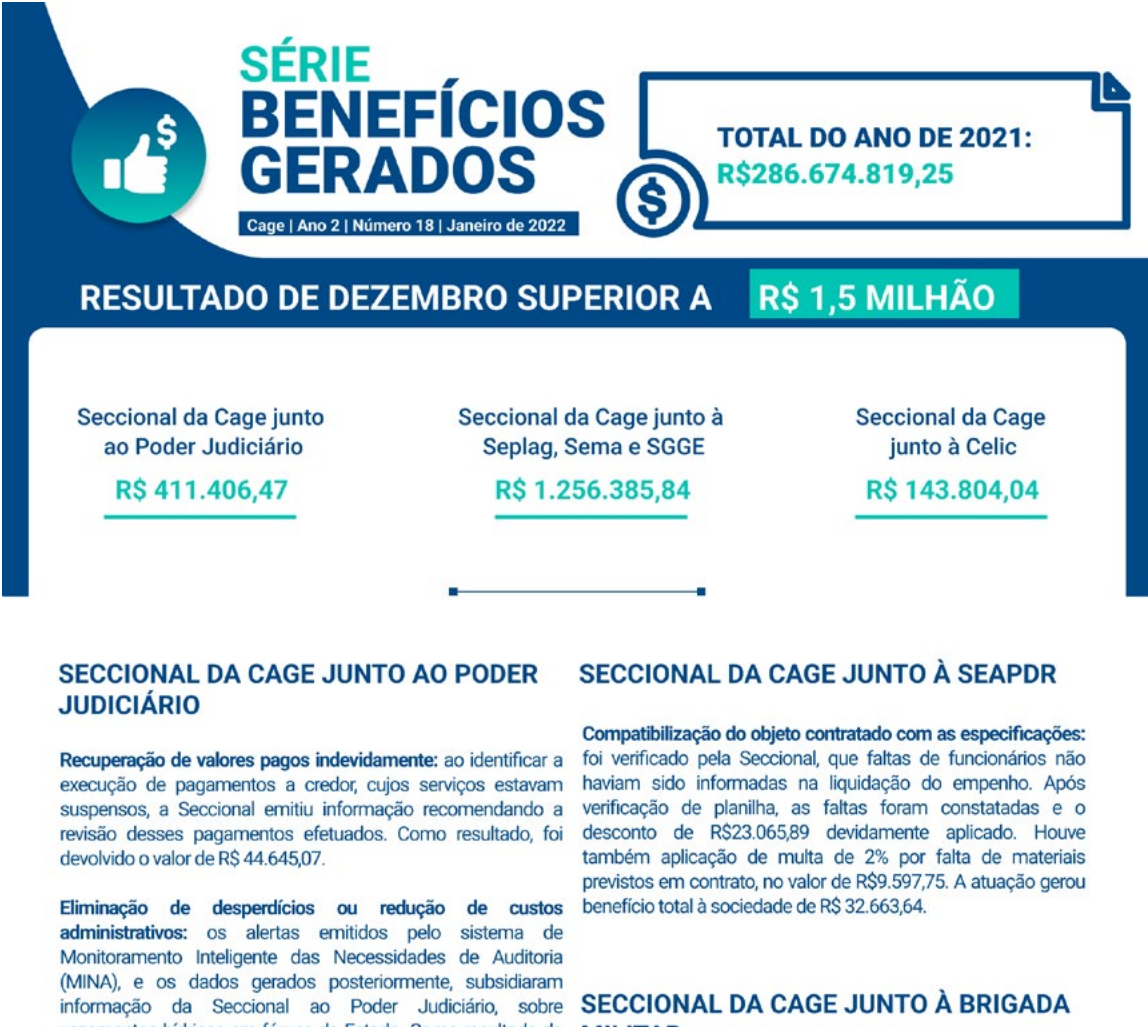 SÉRIE
BENEFÍCIOS
GERADOS
Cage | Ano 2 | Número 18 | Janeiro de 2022
TOTAL DO ANO DE 2021:
R$286.674.819,25
RESULTADO DE DEZEMBRO SUPERIOR A R$ 1,5 MILHÃO
Seccional da Cage junto
ao Poder Judiciário
R$ 411.406,47
Seccional da Cage junto à
Seplag, Sema e SGGE
R$ 1.256.385,84
Seccional da Cage
junto à Celic
R$ 143.804,04
SECCIONAL DA CAGE JUNTO AO PODER
JUDICIÁRIO
Recuperação de valores pagos indevidamente: ao identificar a
execução de pagamentos a credor, cujos serviços estavam
suspensos, a Seccional emitiu informação recomendando a
revisão desses pagamentos efetuados. Como resultado, foi
devolvido o valor de R$ 44.645,07.
Eliminação de desperdícios ou redução de custos
administrativos: os alertas emitidos pelo sistema de
Monitoramento Inteligente das Necessidades de Auditoria
(MINA), e os dados gerados posteriormente, subsidiaram
informação da Seccional ao Poder Judiciário, sobre
SECCIONAL DA CAGE JUNTO À SEAPDR
Compatibilização do objeto contratado com as especificações:
foi verificado pela Seccional, que faltas de funcionários não
haviam sido informadas na liquidação do empenho. Após
verificação de planilha, as faltas foram constatadas e o
desconto de R$23.065,89 devidamente aplicado. Houve
também aplicação de multa de 2% por falta de materiais
previstos em contrato, no valor de R$9.597,75. A atuação gerou
benefício total à sociedade de R$ 32.663,64.
SECCIONAL DA CAGE JUNTO À BRIGADA